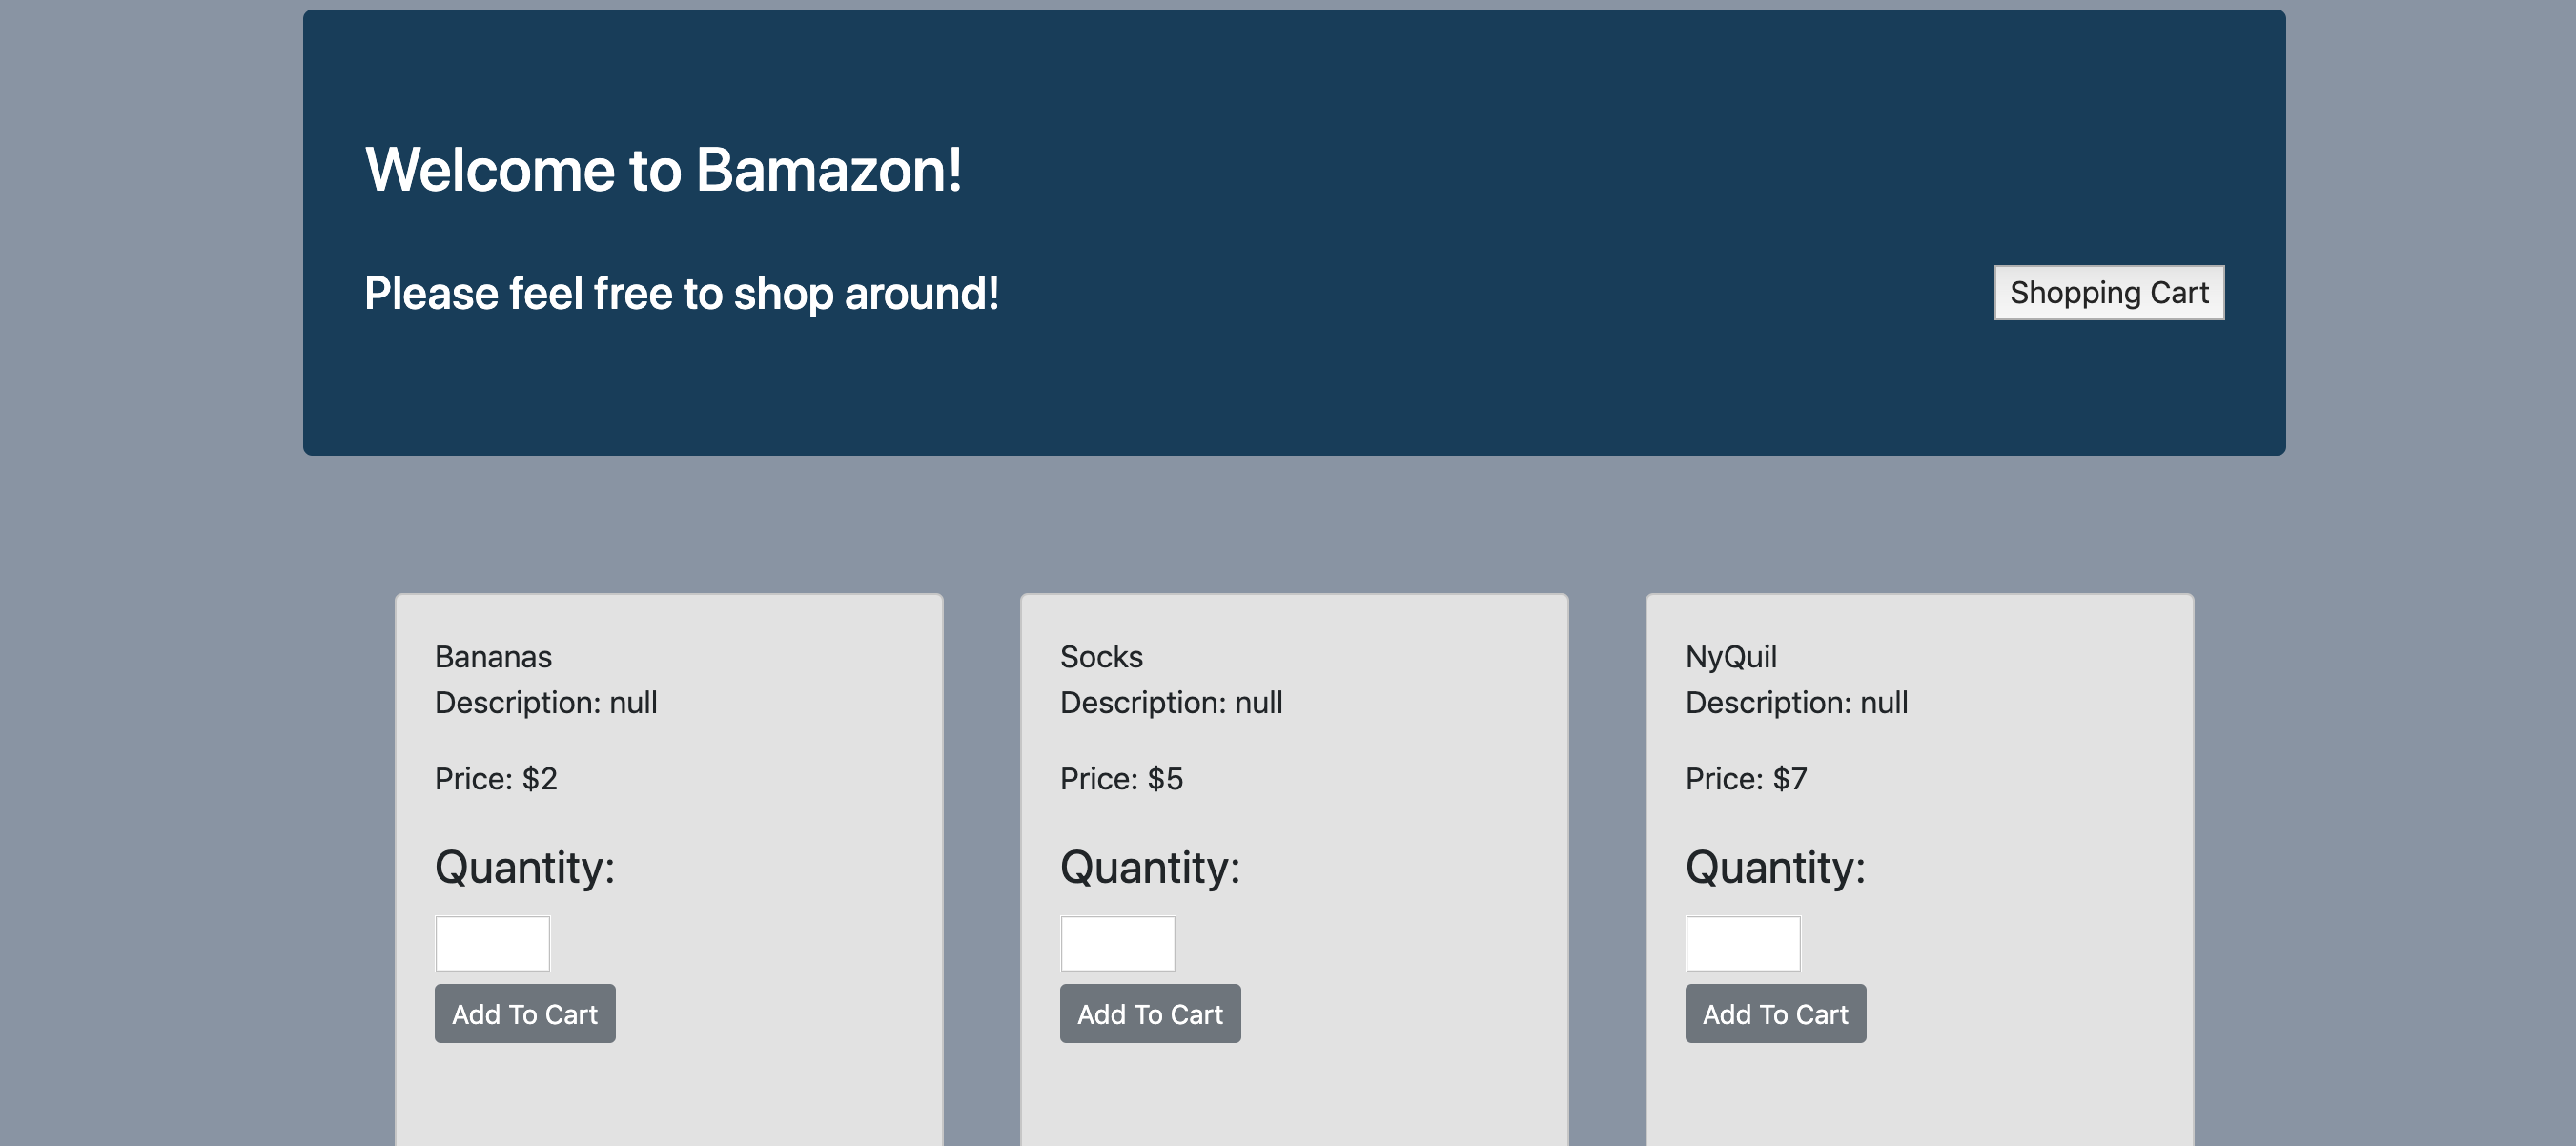 Welcome to Bamazon!
Please feel free to shop around!
Shopping Cart
Bananas
Description: null
Price: $2
Quantity:
Add To Cart
Socks
Description: null
Price: $5
Quantity:
Add To Cart
NyQuil
Description: null
Price: $7
Quantity:
Add To Cart